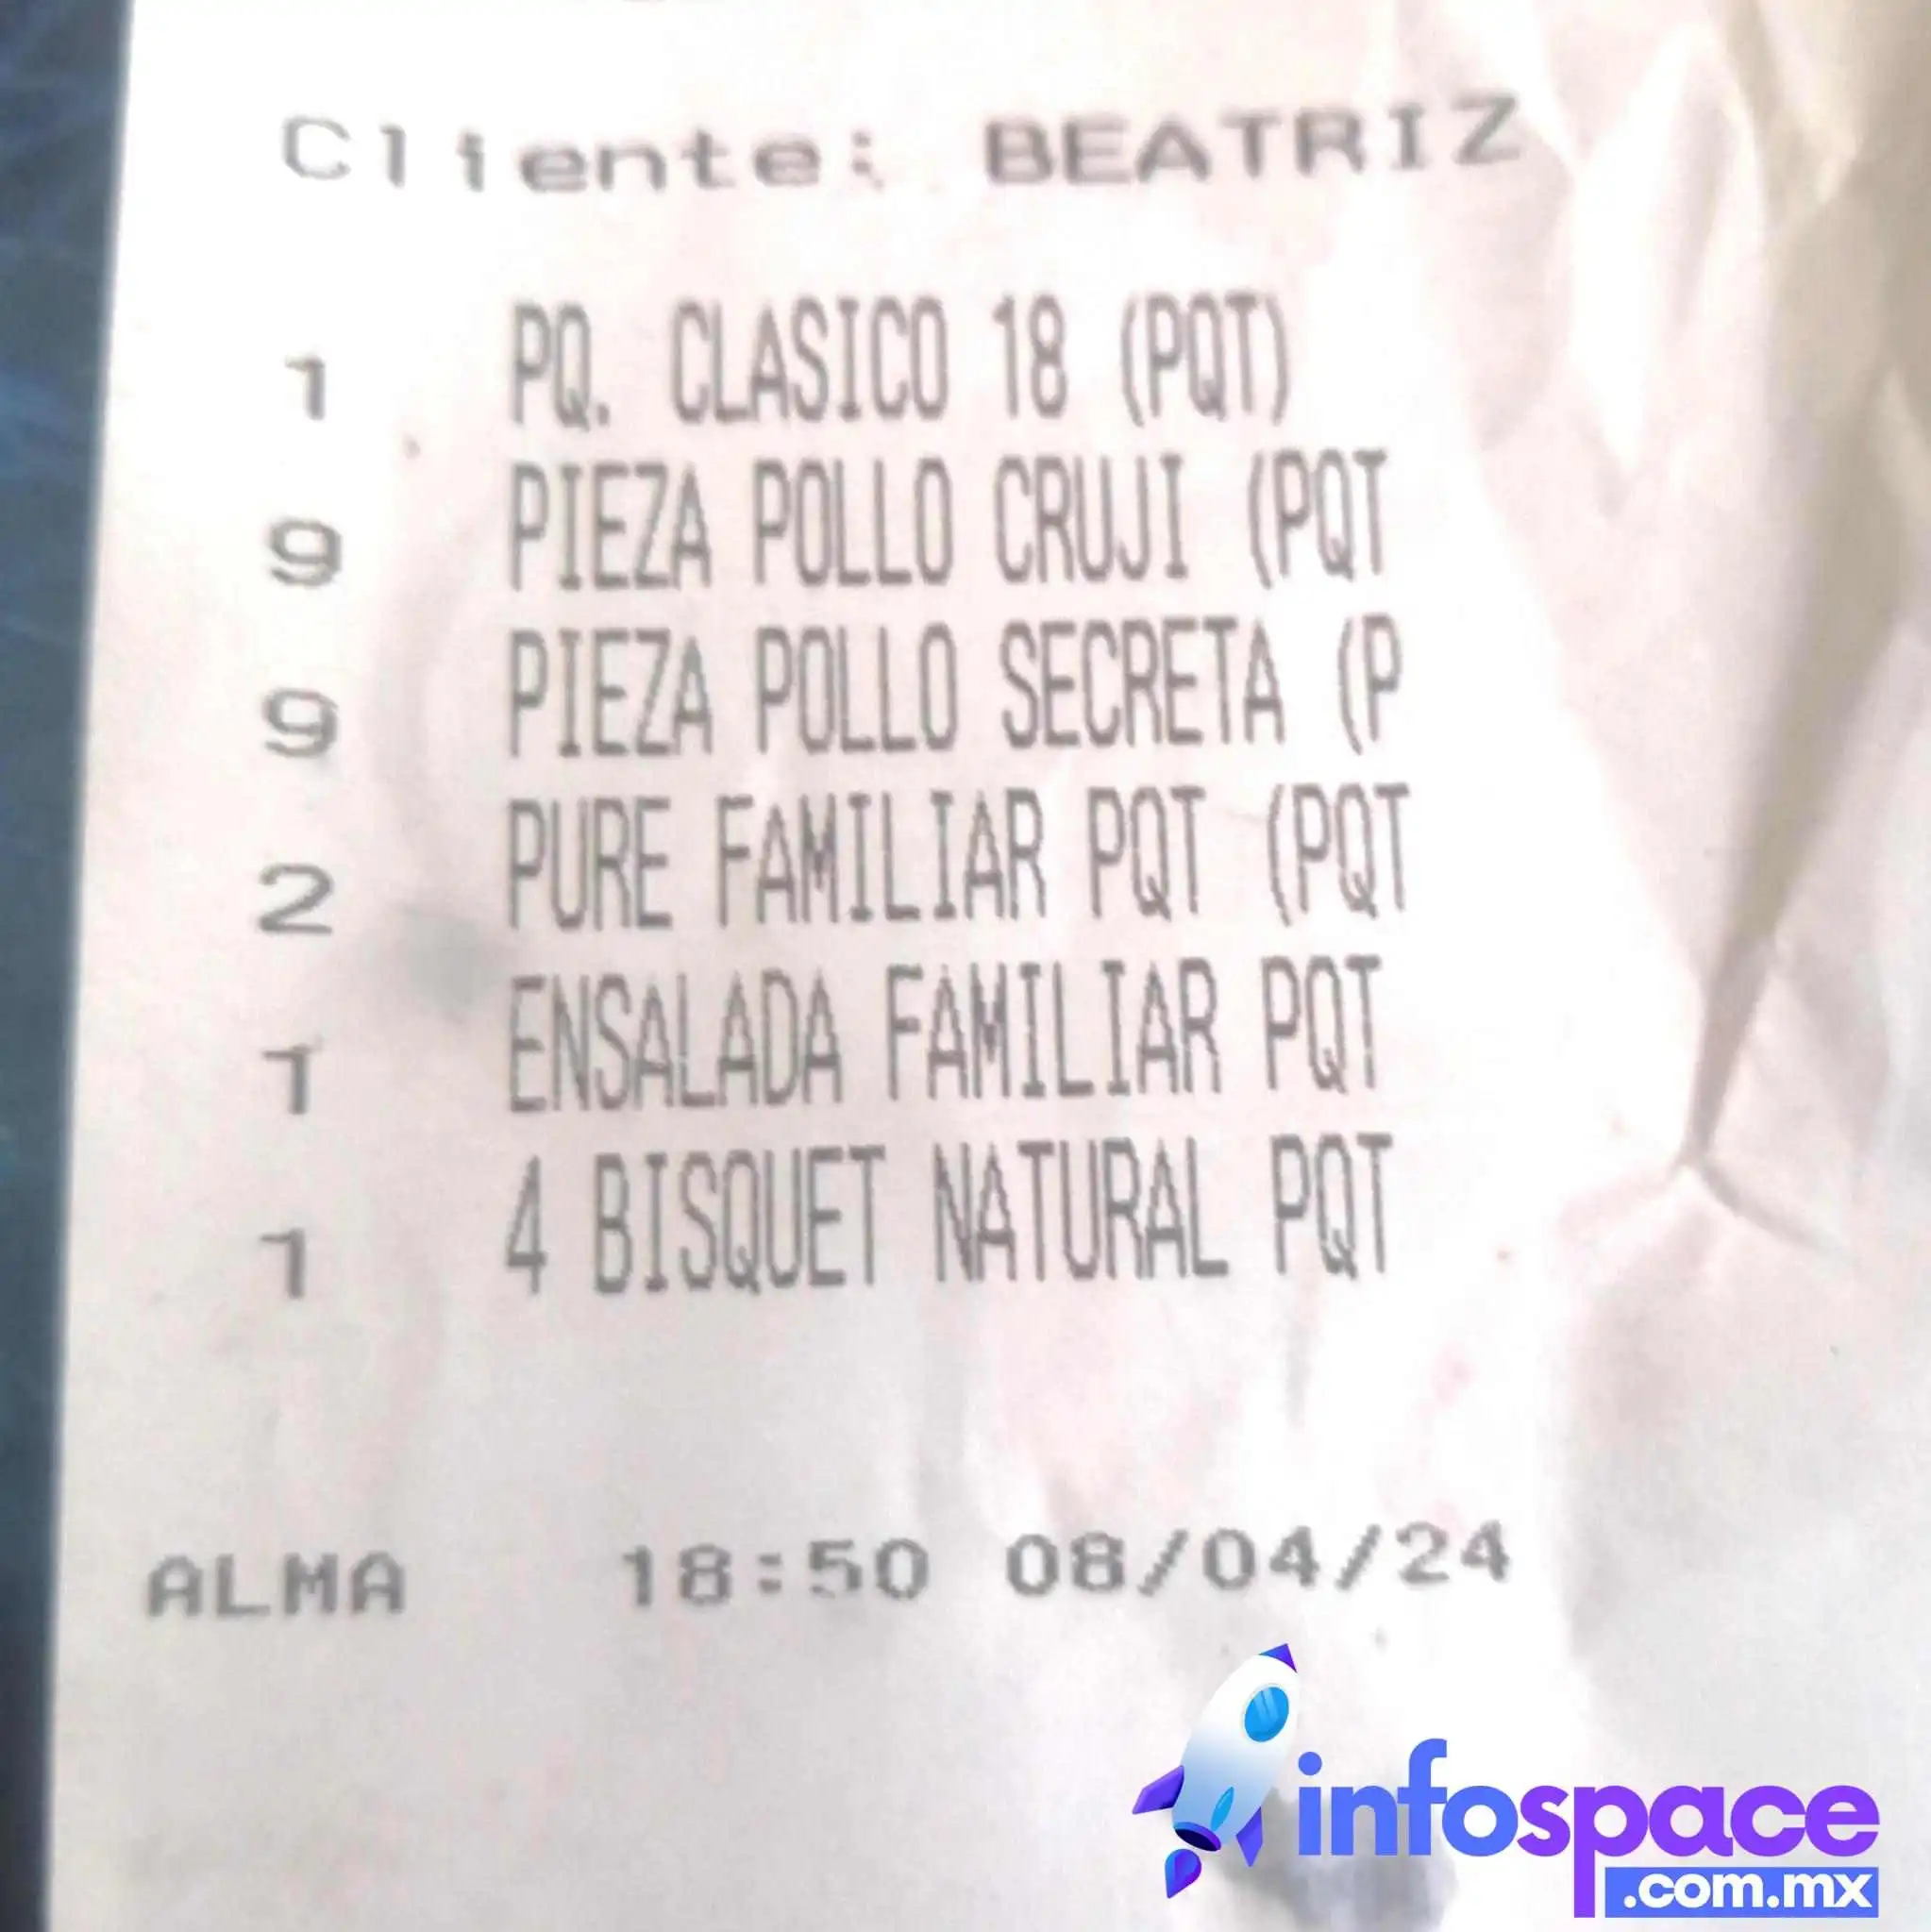 Cliente: BEATRIZ
1 PQ. CLASICO 18 (PQT)
9 PIEZA POLLO CRUJI (PQT
9 PIEZA POLLO SECRETA (P
2 PURE FAMILIAR PQT (PQT
1 ENSALADA FAMILIAR PQT
1 4 BISQUET NATURAL PQT
ALMA 18:50 08/04/24
infospace
.com.mx